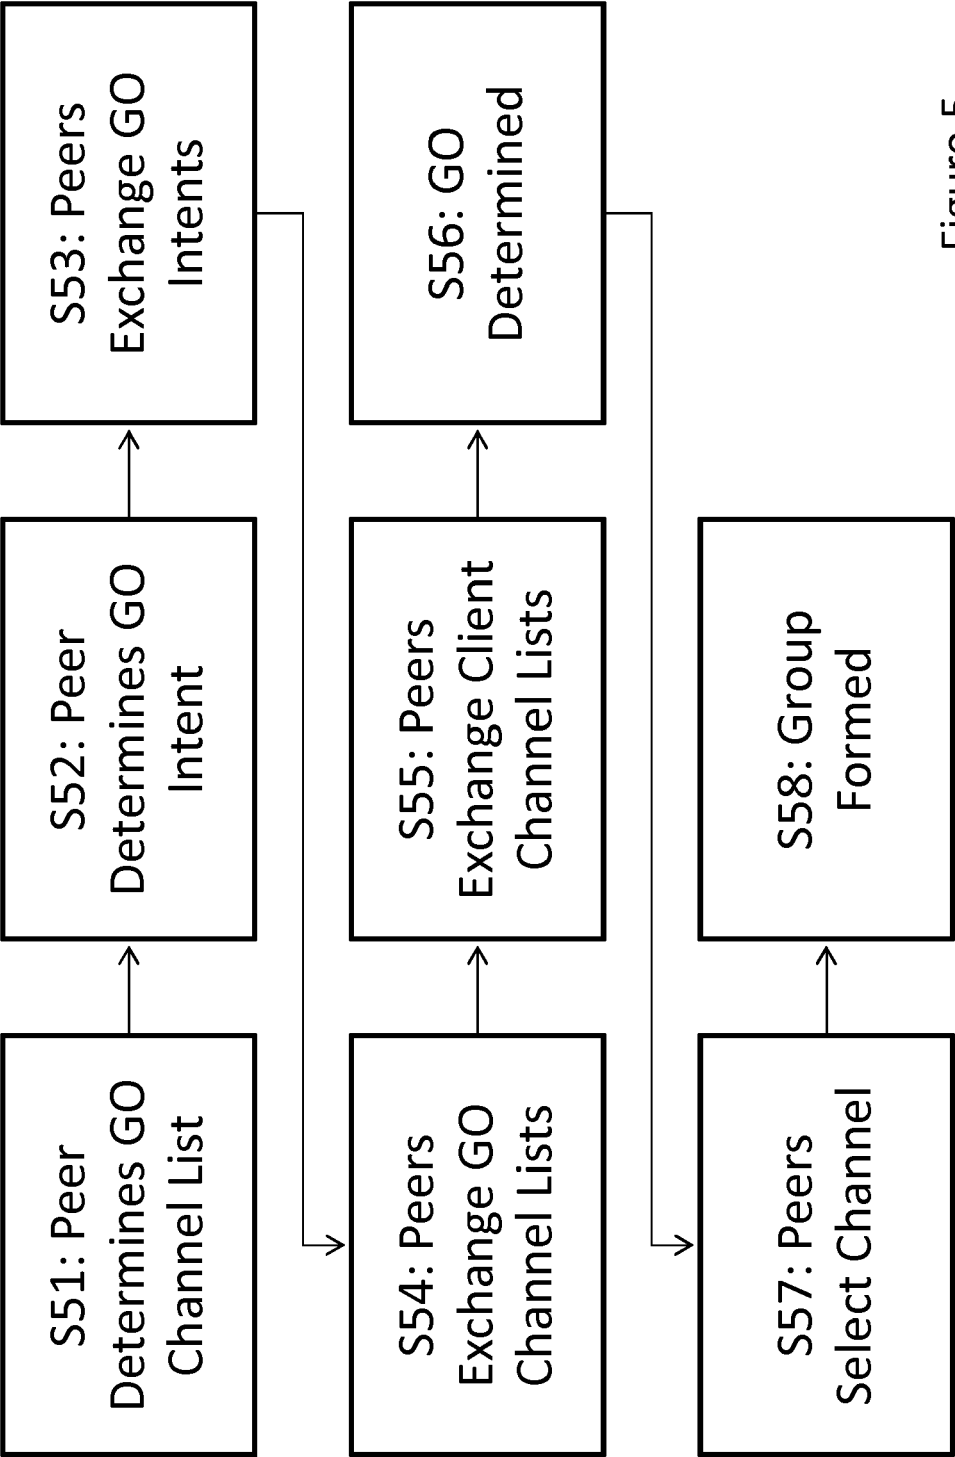 S51: Peer
Determines GO
Channel List
S52: Peer
Determines GO
Intent
S53: Peers
Exchange GO
Intents
S54: Peers
Exchange GO
Channel Lists
S55: Peers
Exchange Client
Channel Lists
S56: GO
Determined
S57: Peers
Select Channel
S58: Group
Formed
Figure 5